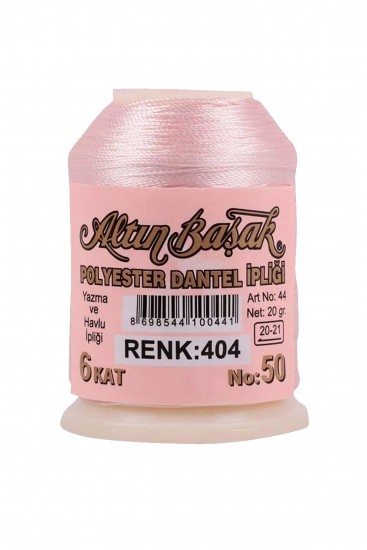 Altın Başak
POLYESTER DANTEL İPLİĞİ
Yazma
ve
Havlu
İpliği
8 698544 100441
Art No: 44
Net: 20 gr.
20-21
RENK:404
6 KAT
No:50